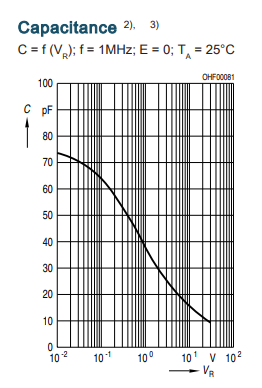 Capacitance 2), 3)
C = f (V_R); f = 1MHz; E = 0; T_A = 25°C
OHF00081
100
C pF
80
70
60
50
40
30
20
10
0
10^-2 10^-1 10^0 10^1 V 10^2
V_R